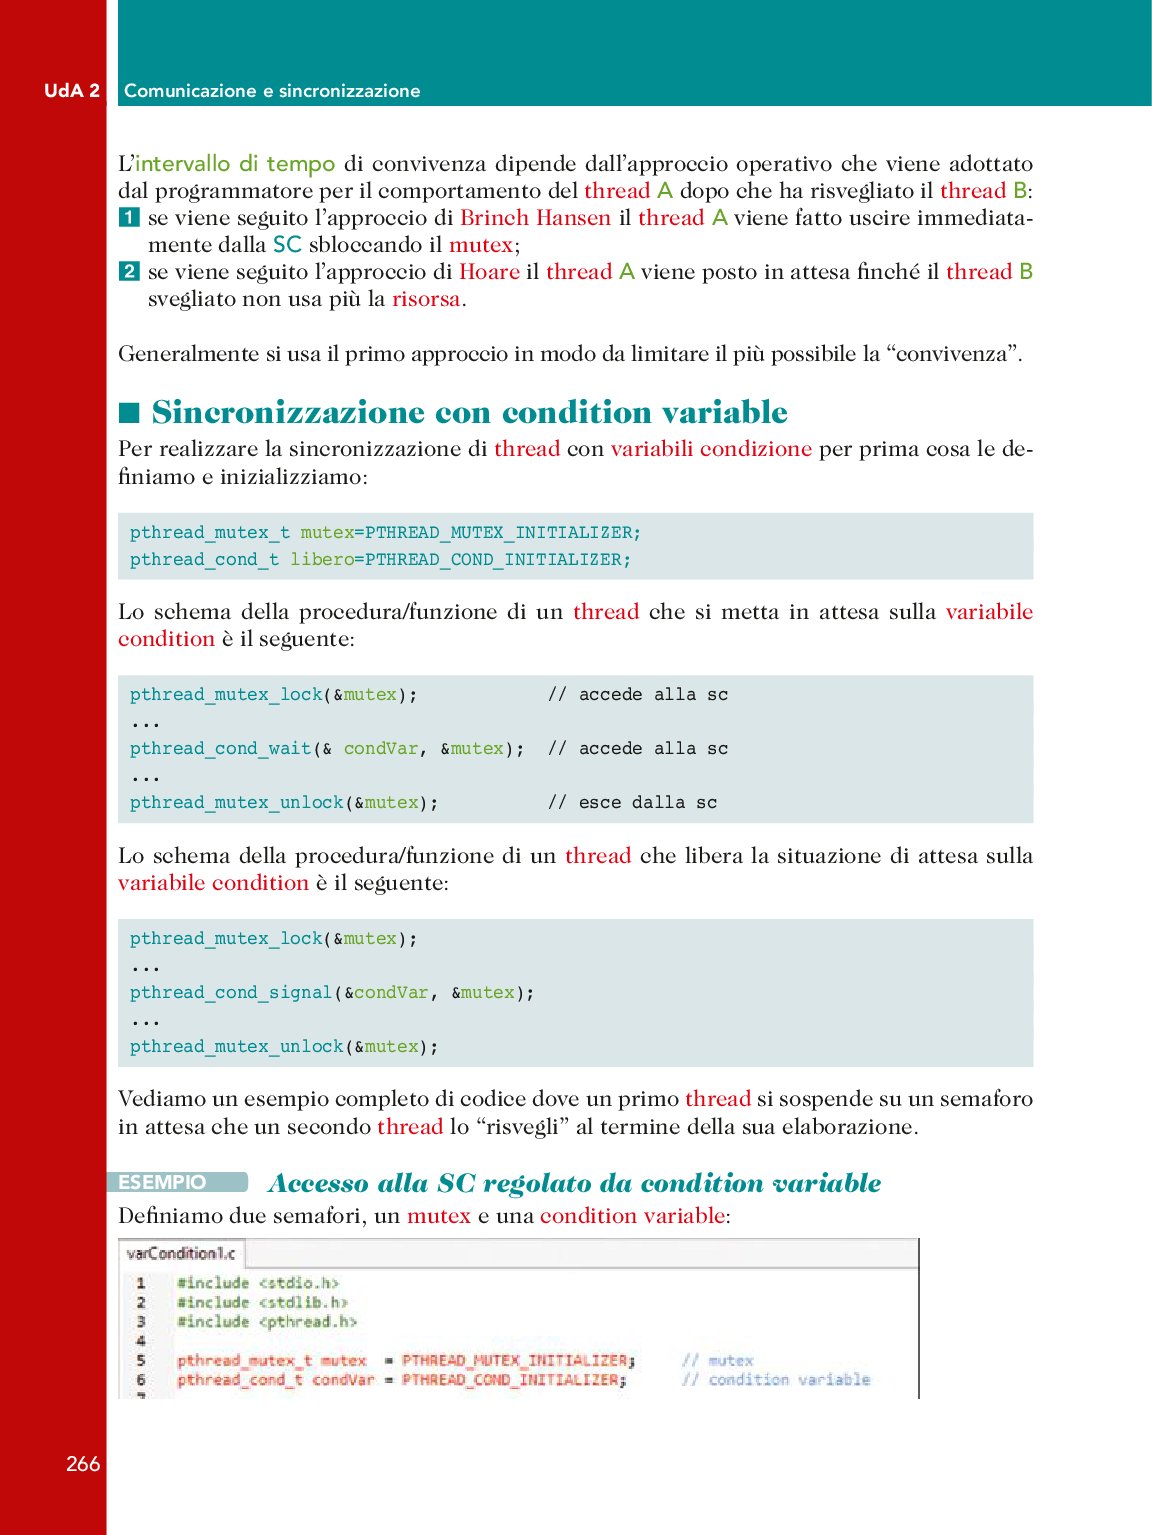 UdA 2 Comunicazione e sincronizzazione
L’intervallo di tempo di convivenza dipende dall’approccio operativo che viene adottato
dal programmatore per il comportamento del thread A dopo che ha risvegliato il thread B:
1 se viene seguito l’approccio di Brinch Hansen il thread A viene fatto uscire immediata-
mente dalla SC sbloccando il mutex;
2 se viene seguito l’approccio di Hoare il thread A viene posto in attesa finché il thread B
svegliato non usa più la risorsa.
Generalmente si usa il primo approccio in modo da limitare il più possibile la “convivenza”.
■ Sincronizzazione con condition variable
Per realizzare la sincronizzazione di thread con variabili condizione per prima cosa le de-
finiamo e inizializziamo:
pthread_mutex_t mutex=PTHREAD_MUTEX_INITIALIZER;
pthread_cond_t libero=PTHREAD_COND_INITIALIZER;
Lo schema della procedura/funzione di un thread che si metta in attesa sulla variabile
condition è il seguente:
pthread_mutex_lock(&mutex); // accede alla sc
...
pthread_cond_wait(& condVar, &mutex); // accede alla sc
...
pthread_mutex_unlock(&mutex); // esce dalla sc
Lo schema della procedura/funzione di un thread che libera la situazione di attesa sulla
variabile condition è il seguente:
pthread_mutex_lock(&mutex);
...
pthread_cond_signal(&condVar, &mutex);
...
pthread_mutex_unlock(&mutex);
Vediamo un esempio completo di codice dove un primo thread si sospende su un semaforo
in attesa che un secondo thread lo “risvegli” al termine della sua elaborazione.
ESEMPIO Accesso alla SC regolato da condition variable
Definiamo due semafori, un mutex e una condition variable:
varCondition1.c
1 #include <stdio.h>
2 #include <stdlib.h>
3 #include <pthread.h>
4
5 pthread_mutex_t mutex = PTHREAD_MUTEX_INITIALIZER; // mutex
6 pthread_cond_t condVar = PTHREAD_COND_INITIALIZER; // condition variable
7
266